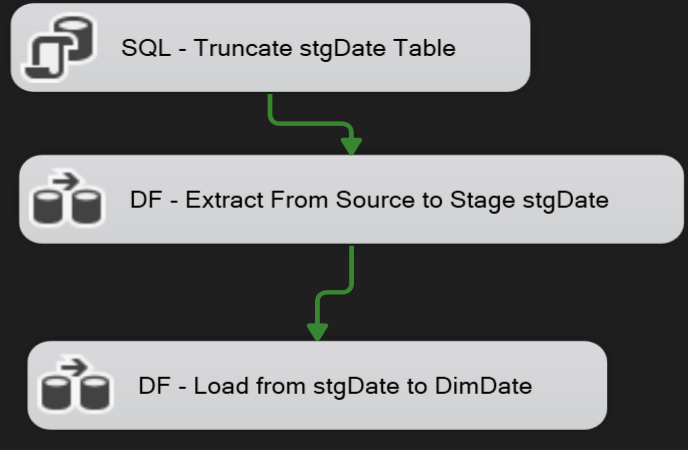 SQL - Truncate stgDate Table
DF - Extract From Source to Stage stgDate
DF - Load from stgDate to DimDate